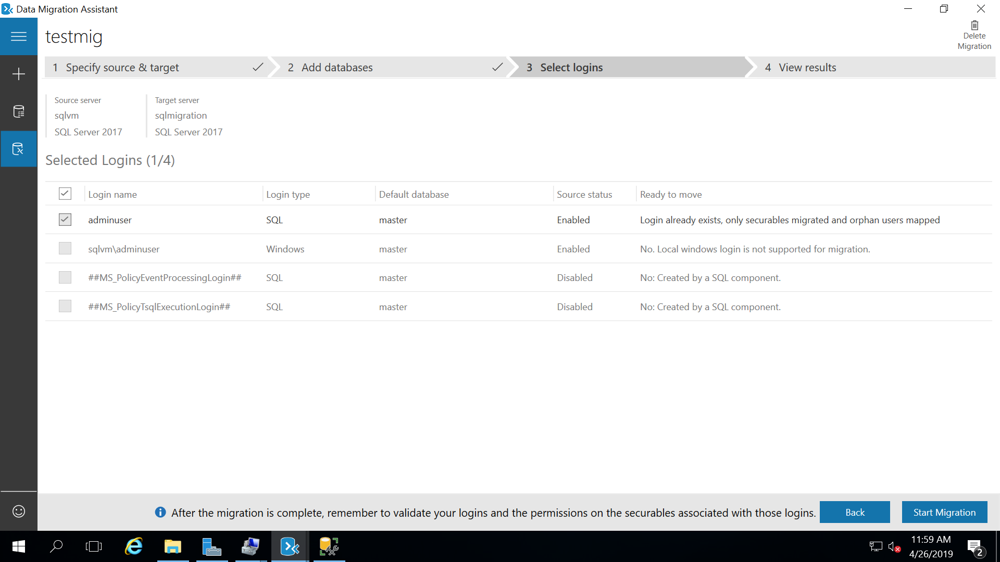 Data Migration Assistant
testmig
Delete
Migration
1 Specify source & target
2 Add databases
3 Select logins
4 View results
Source server
sqlvm
SQL Server 2017
Target server
sqlmigration
SQL Server 2017
Selected Logins (1/4)
Login name Login type Default database Source status Ready to move
adminuser SQL master Enabled Login already exists, only securables migrated and orphan users mapped
sqlvm\adminuser Windows master Enabled No. Local windows login is not supported for migration.
##MS_PolicyEventProcessingLogin## SQL master Disabled No: Created by a SQL component.
##MS_PolicyTsqlExecutionLogin## SQL master Disabled No: Created by a SQL component.
After the migration is complete, remember to validate your logins and the permissions on the securables associated with those logins.
Back
Start Migration
11:59 AM
4/26/2019
2